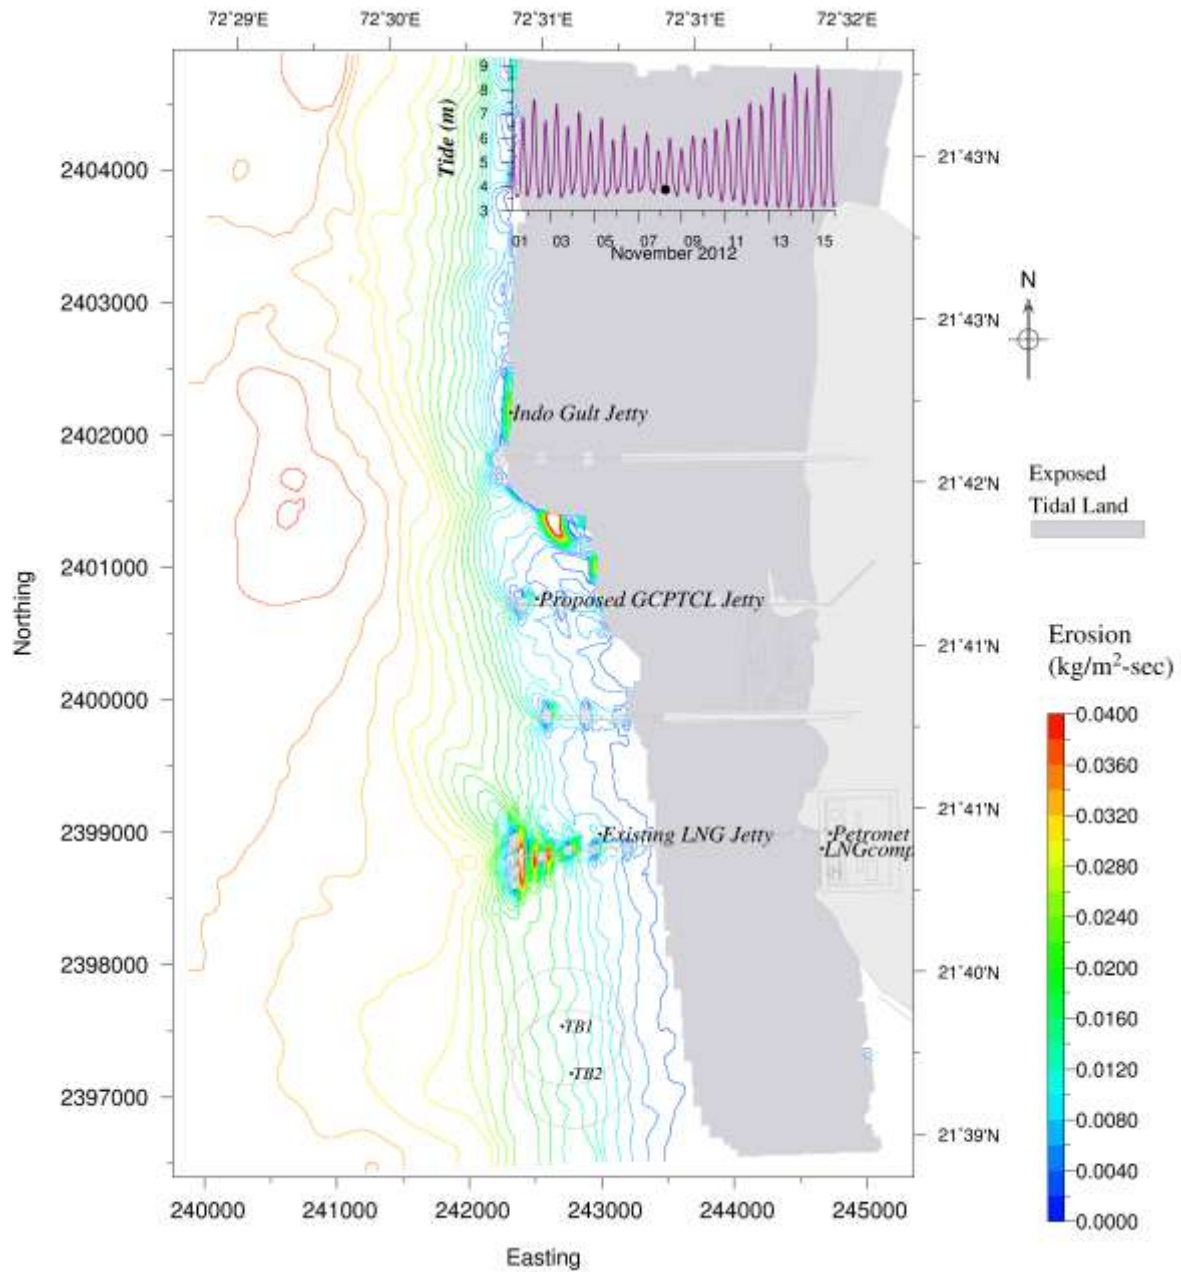 72˚29'E 72˚30'E 72˚31'E 72˚31'E 72˚32'E
9
8
7
6
5
4
3
Tide (m)
01 03 05 07 09 11 13 15
November 2012
2404000
2403000
2402000
2401000
2400000
2399000
2398000
2397000
Northing
21˚43'N
21˚43'N
21˚42'N
21˚41'N
21˚41'N
21˚40'N
21˚39'N
Indo Gult Jetty
Proposed GCPTCL Jetty
Existing LNG Jetty
Petronet
LNGcomp
TB1
TB2
N
Exposed
Tidal Land
Erosion
(kg/m2-sec)
0.0400
0.0360
0.0320
0.0280
0.0240
0.0200
0.0160
0.0120
0.0080
0.0040
0.0000
240000 241000 242000 243000 244000 245000
Easting